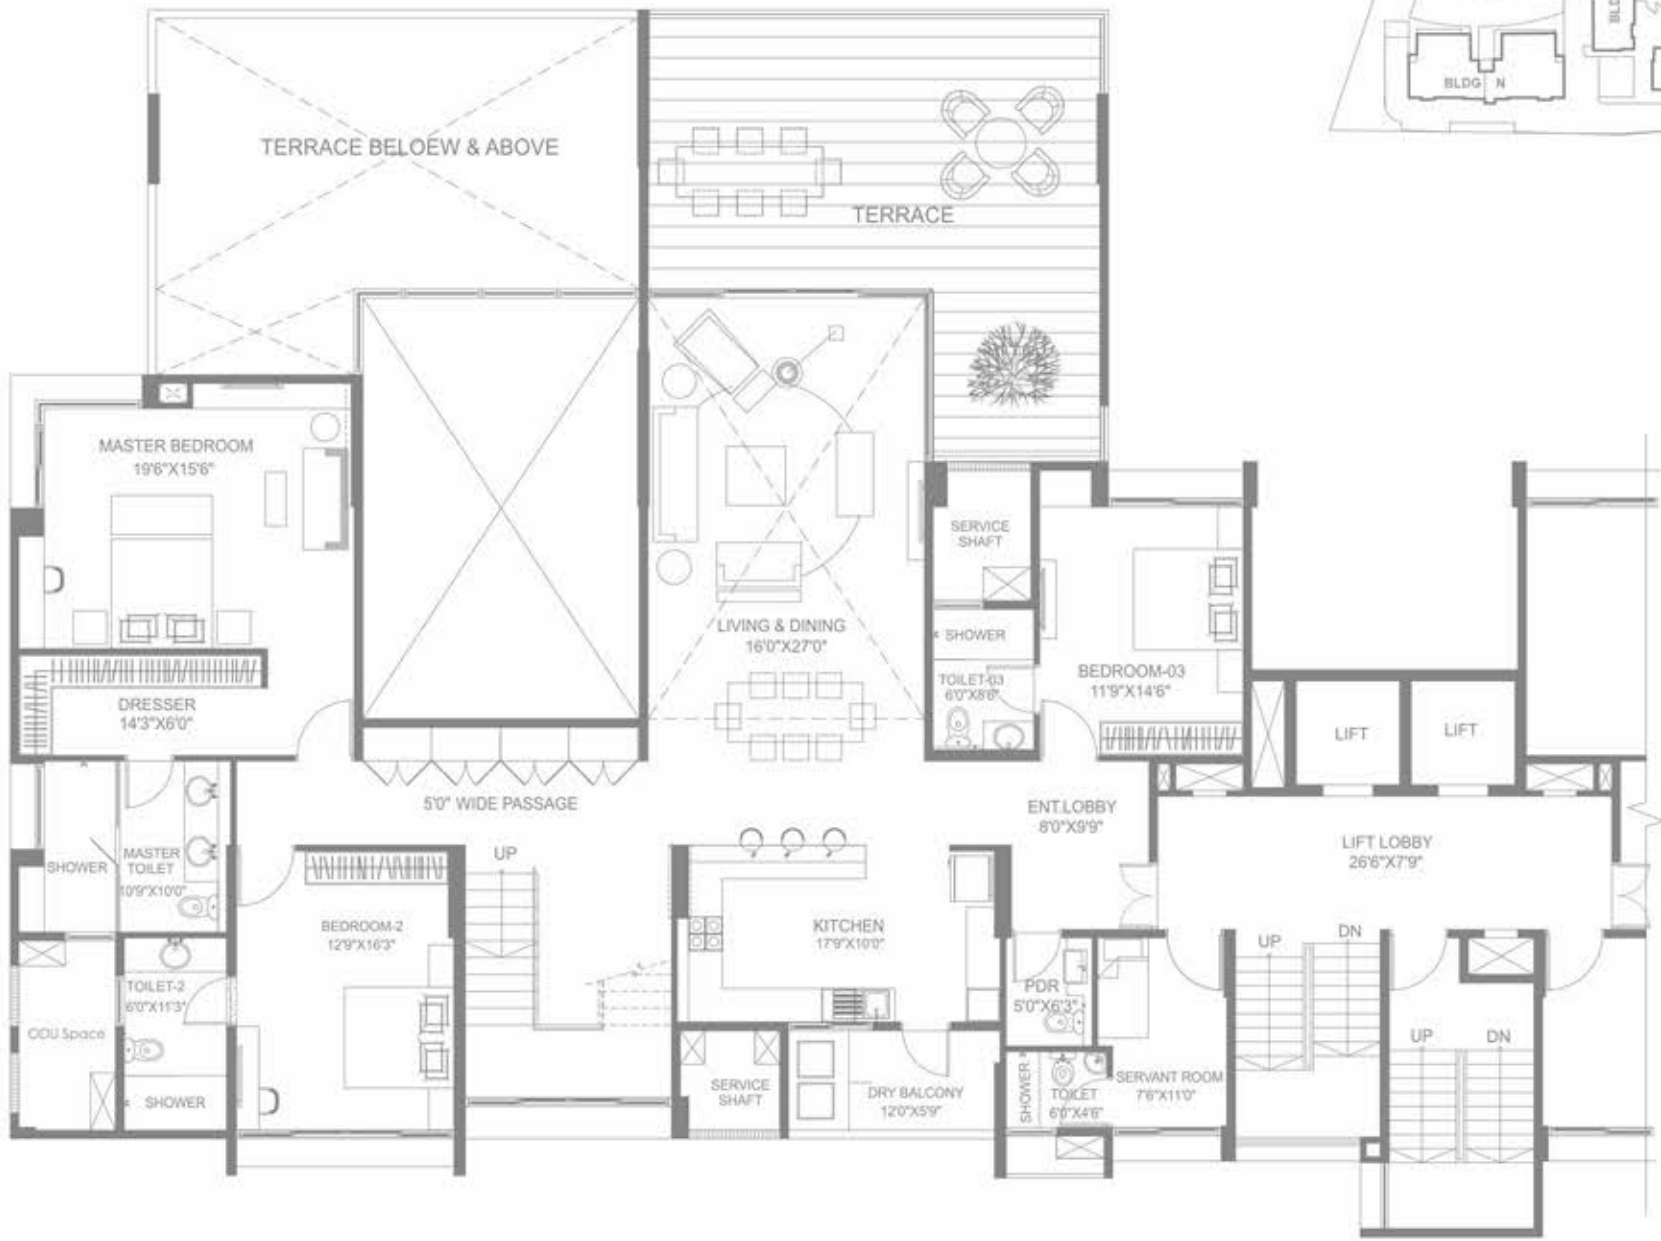 BLDG N
TERRACE BELOEW & ABOVE
TERRACE
MASTER BEDROOM
19'6"X15'6"
SERVICE
SHAFT
LIVING & DINING
16'0"X27'0"
SHOWER
TOILET-03
6'0"X8'6"
BEDROOM-03
11'9"X14'6"
DRESSER
14'3"X6'0"
LIFT
LIFT
5'0" WIDE PASSAGE
ENT.LOBBY
8'0"X9'9"
LIFT LOBBY
26'6"X7'9"
UP
SHOWER
MASTER
TOILET
10'9"X10'0"
BEDROOM-2
12'9"X16'3"
KITCHEN
17'9"X10'0"
UP
DN
TOILET-2
6'0"X11'3"
PDR
5'0"X6'3"
ODU Space
UP
DN
SERVICE
SHAFT
DRY BALCONY
12'0"X5'9"
SHOWER
TOILET
6'0"X4'6"
SERVANT ROOM
7'6"X11'0"
SHOWER